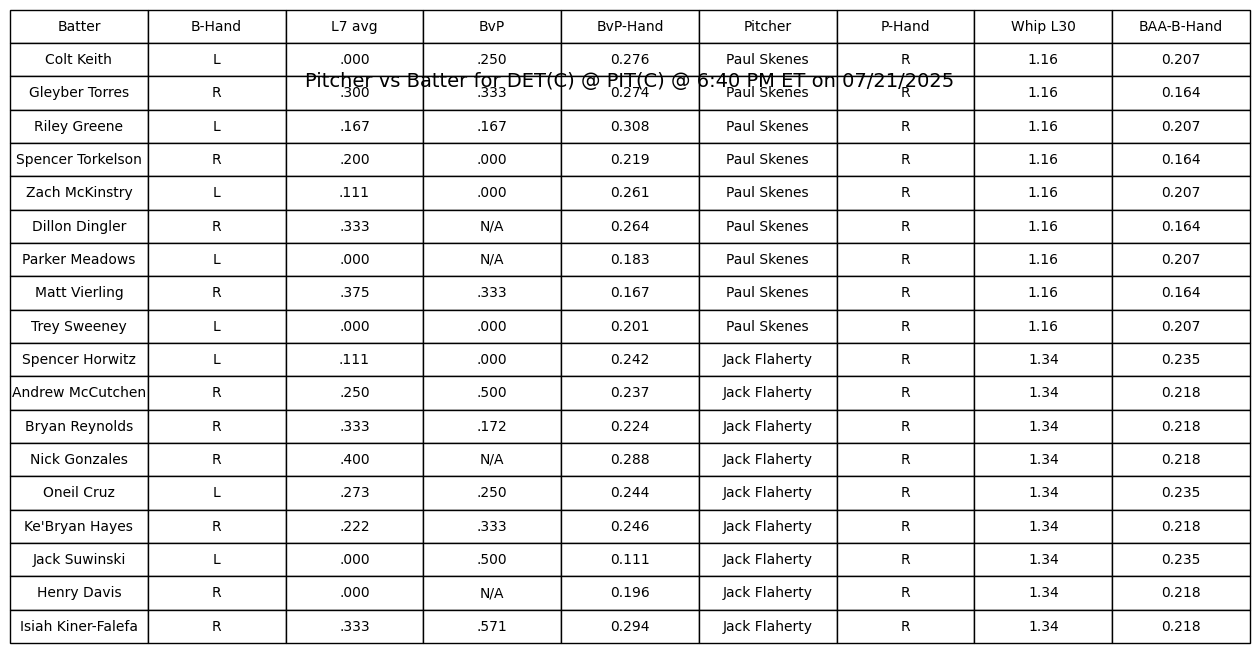 Batter B-Hand L7 avg BvP BvP-Hand Pitcher P-Hand Whip L30 BAA-B-Hand
Colt Keith L .000 .250 0.276 Paul Skenes R 1.16 0.207
Pitcher vs Batter for DET(C) @ PIT(C) @ 6:40 PM ET on 07/21/2025
Gleyber Torres R .300 .333 0.274 Paul Skenes R 1.16 0.164
Riley Greene L .167 .167 0.308 Paul Skenes R 1.16 0.207
Spencer Torkelson R .200 .000 0.219 Paul Skenes R 1.16 0.164
Zach McKinstry L .111 .000 0.261 Paul Skenes R 1.16 0.207
Dillon Dingler R .333 N/A 0.264 Paul Skenes R 1.16 0.164
Parker Meadows L .000 N/A 0.183 Paul Skenes R 1.16 0.207
Matt Vierling R .375 .333 0.167 Paul Skenes R 1.16 0.164
Trey Sweeney L .000 .000 0.201 Paul Skenes R 1.16 0.207
Spencer Horwitz L .111 .000 0.242 Jack Flaherty R 1.34 0.235
Andrew McCutchen R .250 .500 0.237 Jack Flaherty R 1.34 0.218
Bryan Reynolds R .333 .172 0.224 Jack Flaherty R 1.34 0.218
Nick Gonzales R .400 N/A 0.288 Jack Flaherty R 1.34 0.218
Oneil Cruz L .273 .250 0.244 Jack Flaherty R 1.34 0.235
Ke'Bryan Hayes R .222 .333 0.246 Jack Flaherty R 1.34 0.218
Jack Suwinski L .000 .500 0.111 Jack Flaherty R 1.34 0.235
Henry Davis R .000 N/A 0.196 Jack Flaherty R 1.34 0.218
Isiah Kiner-Falefa R .333 .571 0.294 Jack Flaherty R 1.34 0.218